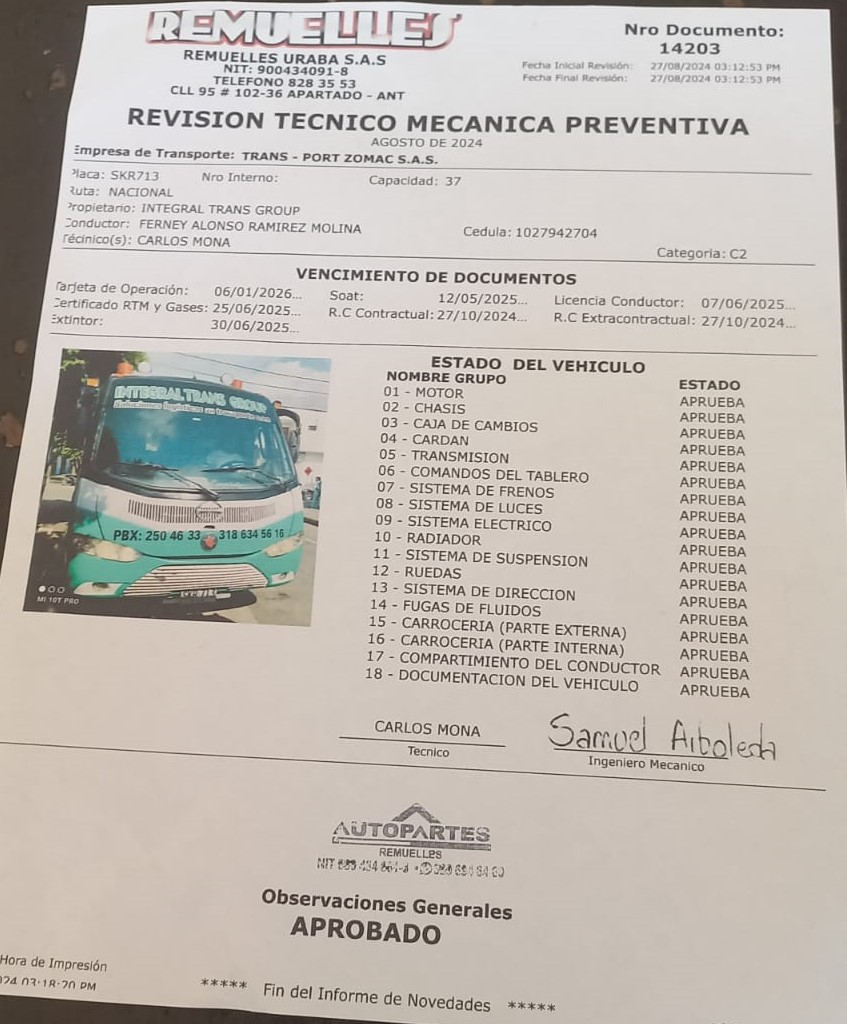 REMUELLES
REMUELLES URABA S.A.S
NIT: 900434091-8
TELEFONO 828 35 53
CLL 95 # 102-36 APARTADO - ANT
Nro Documento:
14203
Fecha Inicial Revisión: 27/08/2024 03:12:53 PM
Fecha Final Revisión: 27/08/2024 03:12:53 PM
REVISION TECNICO MECANICA PREVENTIVA
AGOSTO DE 2024
Empresa de Transporte: TRANS - PORT ZOMAC S.A.S.
Placa: SKR713 Nro Interno: Capacidad: 37
Ruta: NACIONAL
Propietario: INTEGRAL TRANS GROUP
Conductor: FERNEY ALONSO RAMIREZ MOLINA Cedula: 1027942704
Técinico(s): CARLOS MONA Categoria: C2
VENCIMIENTO DE DOCUMENTOS
Tarjeta de Operación: 06/01/2026... Soat: 12/05/2025... Licencia Conductor: 07/06/2025...
Certificado RTM y Gases: 25/06/2025... R.C Contractual: 27/10/2024... R.C Extracontractual: 27/10/2024...
Extintor: 30/06/2025...
INTEGRAL TRANS GROUP
PBX: 250 46 33 318 634 56 16
MI 10T PRO
ESTADO DEL VEHICULO
NOMBRE GRUPO ESTADO
01 - MOTOR APRUEBA
02 - CHASIS APRUEBA
03 - CAJA DE CAMBIOS APRUEBA
04 - CARDAN APRUEBA
05 - TRANSMISION APRUEBA
06 - COMANDOS DEL TABLERO APRUEBA
07 - SISTEMA DE FRENOS APRUEBA
08 - SISTEMA DE LUCES APRUEBA
09 - SISTEMA ELECTRICO APRUEBA
10 - RADIADOR APRUEBA
11 - SISTEMA DE SUSPENSION APRUEBA
12 - RUEDAS APRUEBA
13 - SISTEMA DE DIRECCION APRUEBA
14 - FUGAS DE FLUIDOS APRUEBA
15 - CARROCERIA (PARTE EXTERNA) APRUEBA
16 - CARROCERIA (PARTE INTERNA) APRUEBA
17 - COMPARTIMIENTO DEL CONDUCTOR APRUEBA
18 - DOCUMENTACION DEL VEHICULO APRUEBA
CARLOS MONA
Tecnico
Samuel Arboleda
Ingeniero Mecanico
AUTOPARTES
REMUELLES
NIT
Observaciones Generales
APROBADO
Hora de Impresión
024 03:18:20 PM
***** Fin del Informe de Novedades *****